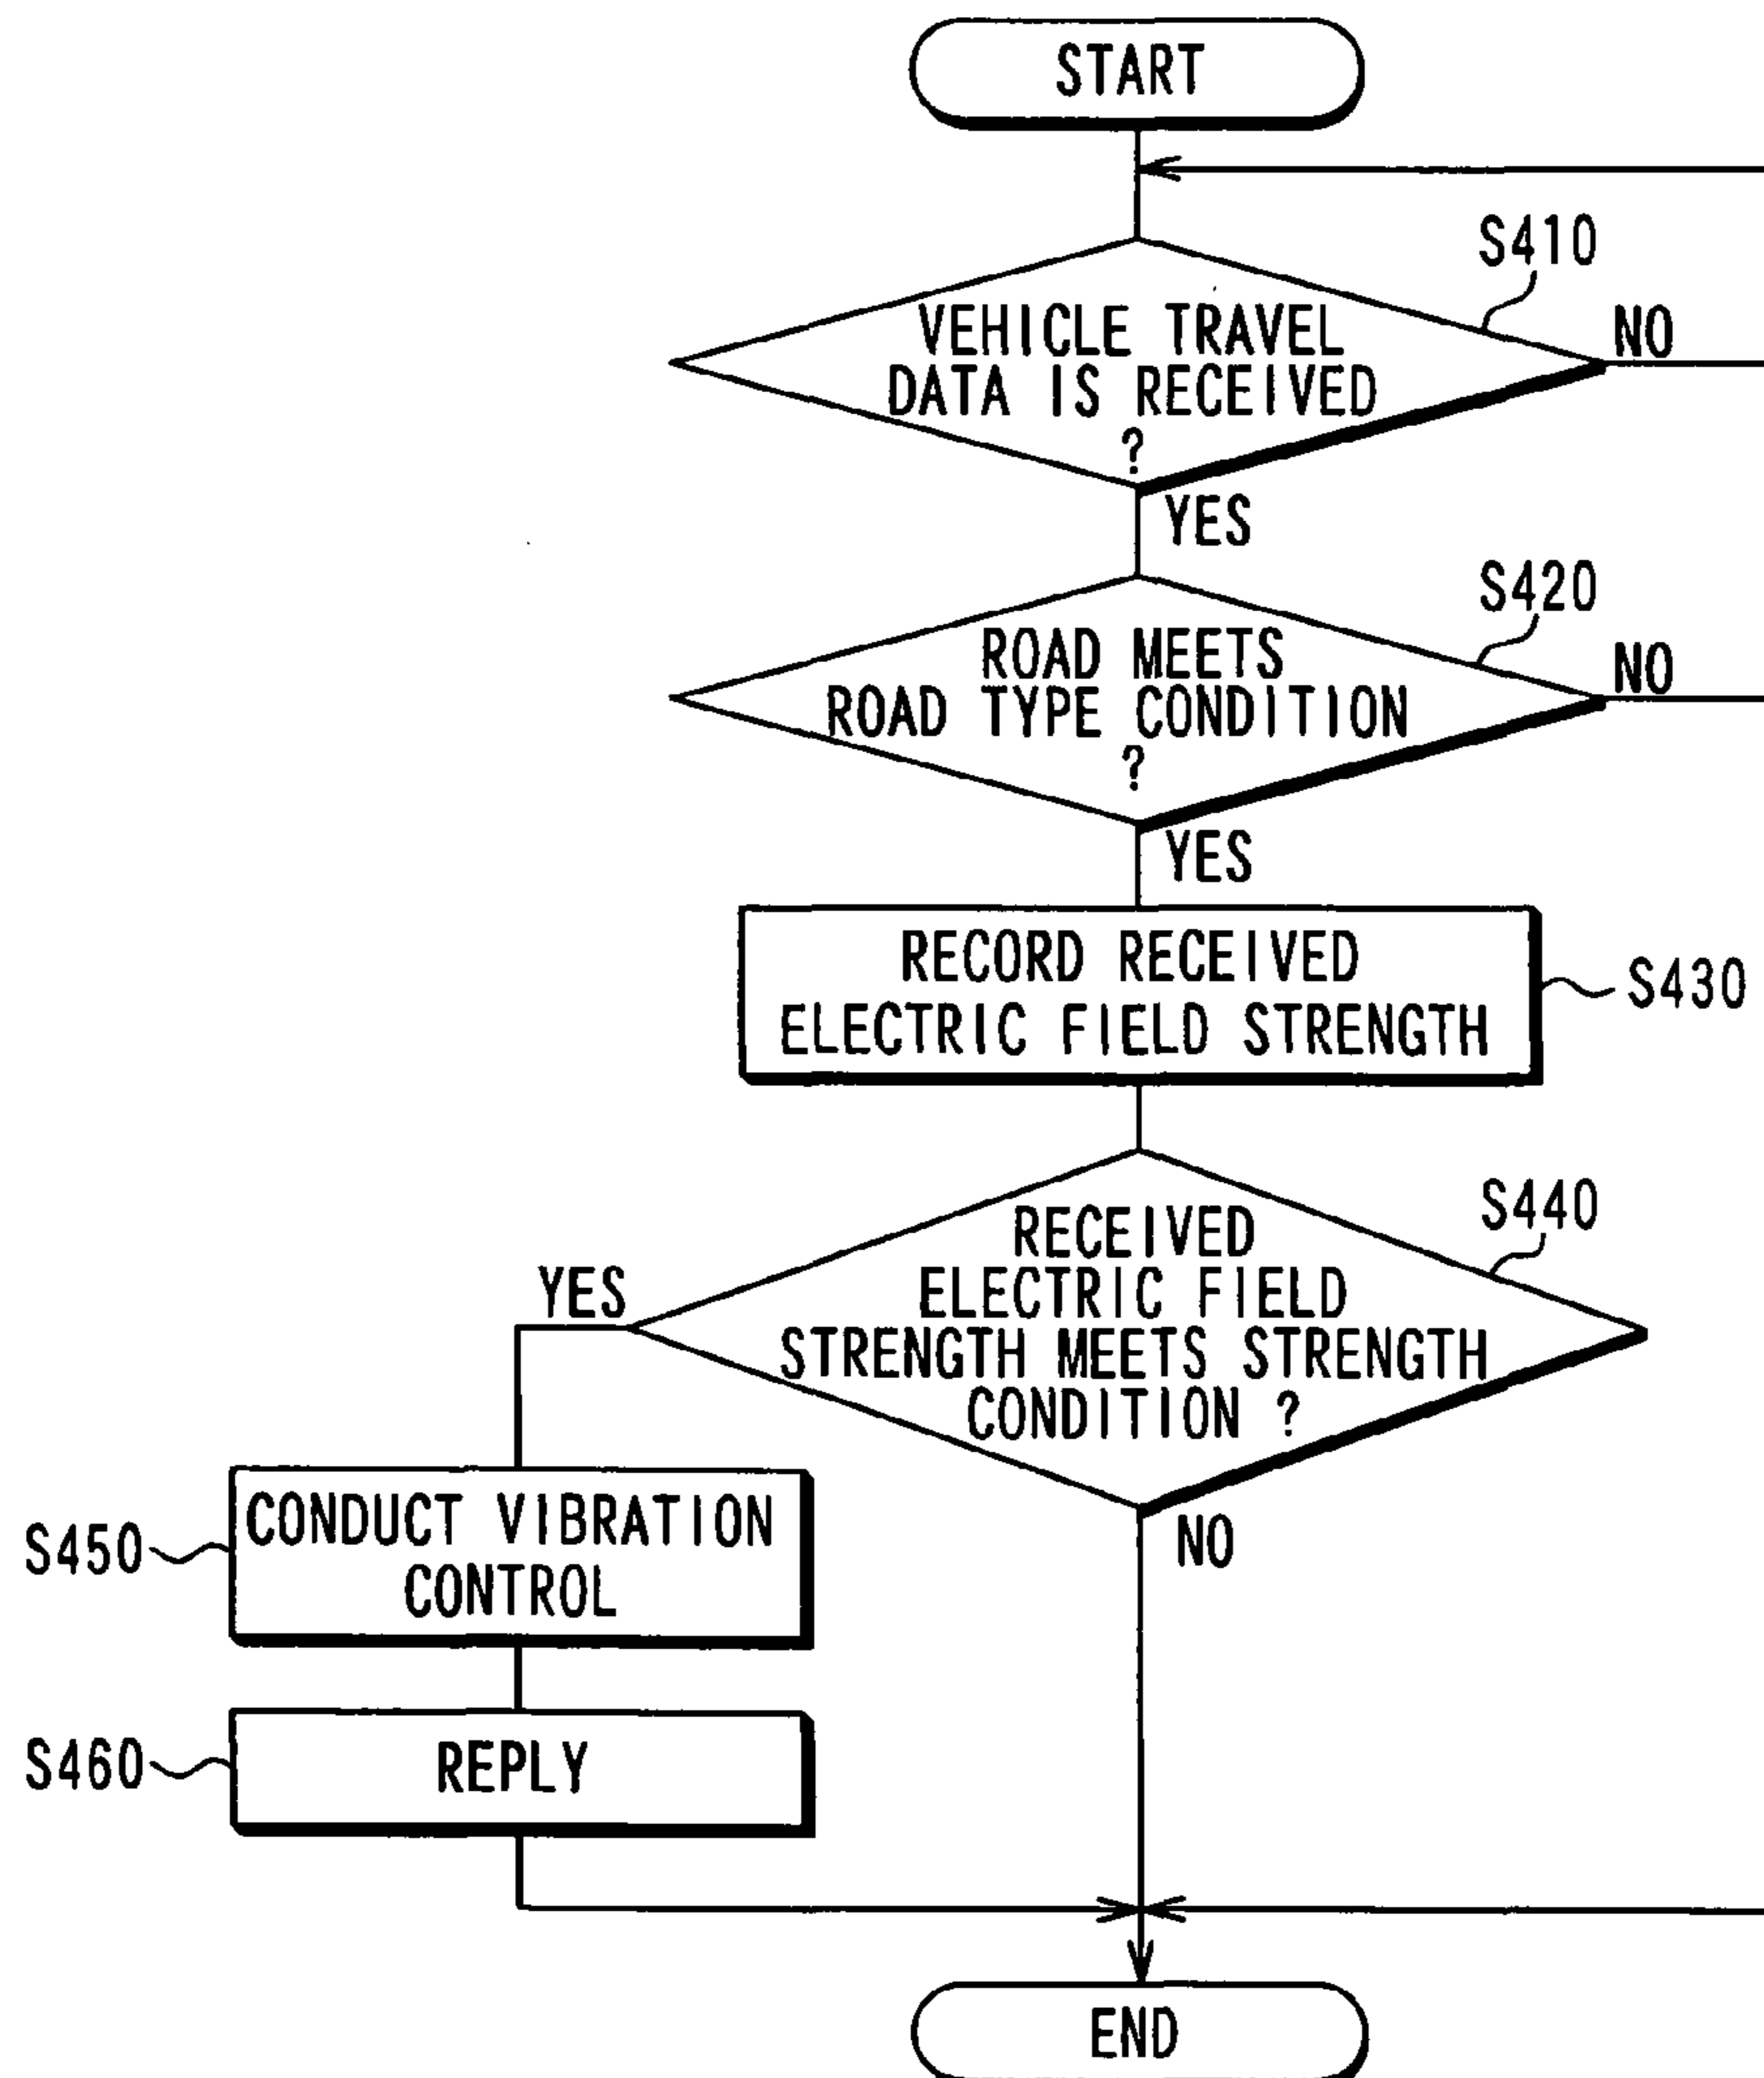 START
S410
VEHICLE TRAVEL
DATA IS RECEIVED
?
NO
YES
S420
ROAD MEETS
ROAD TYPE CONDITION
?
NO
YES
RECORD RECEIVED
ELECTRIC FIELD STRENGTH
S430
S440
RECEIVED
ELECTRIC FIELD
STRENGTH MEETS STRENGTH
CONDITION ?
YES
NO
CONDUCT VIBRATION
CONTROL
S450
REPLY
S460
END